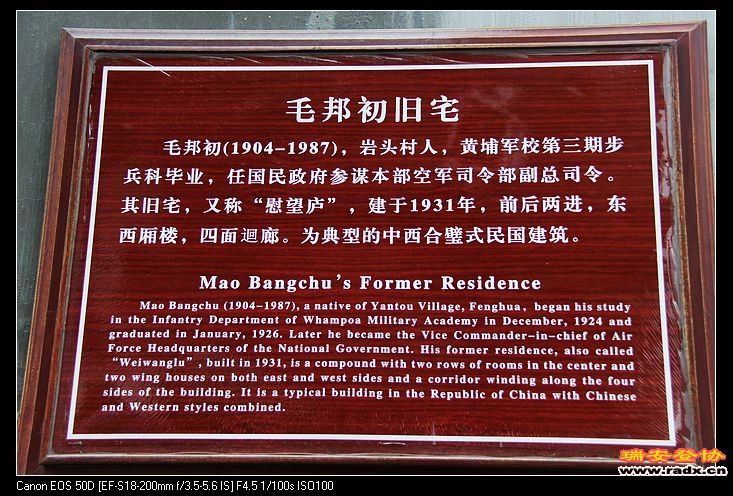 毛邦初旧宅
毛邦初(1904-1987)，岩头村人，黄埔军校第三期步
兵科毕业，任国民政府参谋本部空军司令部副总司令。
其旧宅，又称“慰望庐”，建于1931年，前后两进，东
西厢楼，四面迴廊。为典型的中西合璧式民国建筑。
Mao Bangchu's Former Residence
Mao Bangchu (1904-1987), a native of Yantou Village, Fenghua, began his study
in the Infantry Department of Whampoa Military Academy in December, 1924 and
graduated in January, 1926. Later he became the Vice Commander-in-chief of Air
Force Headquarters of the National Government. His former residence, also called
“Weiwanglu”, built in 1931, is a compound with two rows of rooms in the center and
two wing houses on both east and west sides and a corridor winding along the four
sides of the building. It is a typical building in the Republic of China with Chinese
and Western styles combined.
瑞安登协
www.radx.cn
Canon EOS 50D [EF-S18-200mm f/3.5-5.6 IS] F4.5 1/100s ISO100